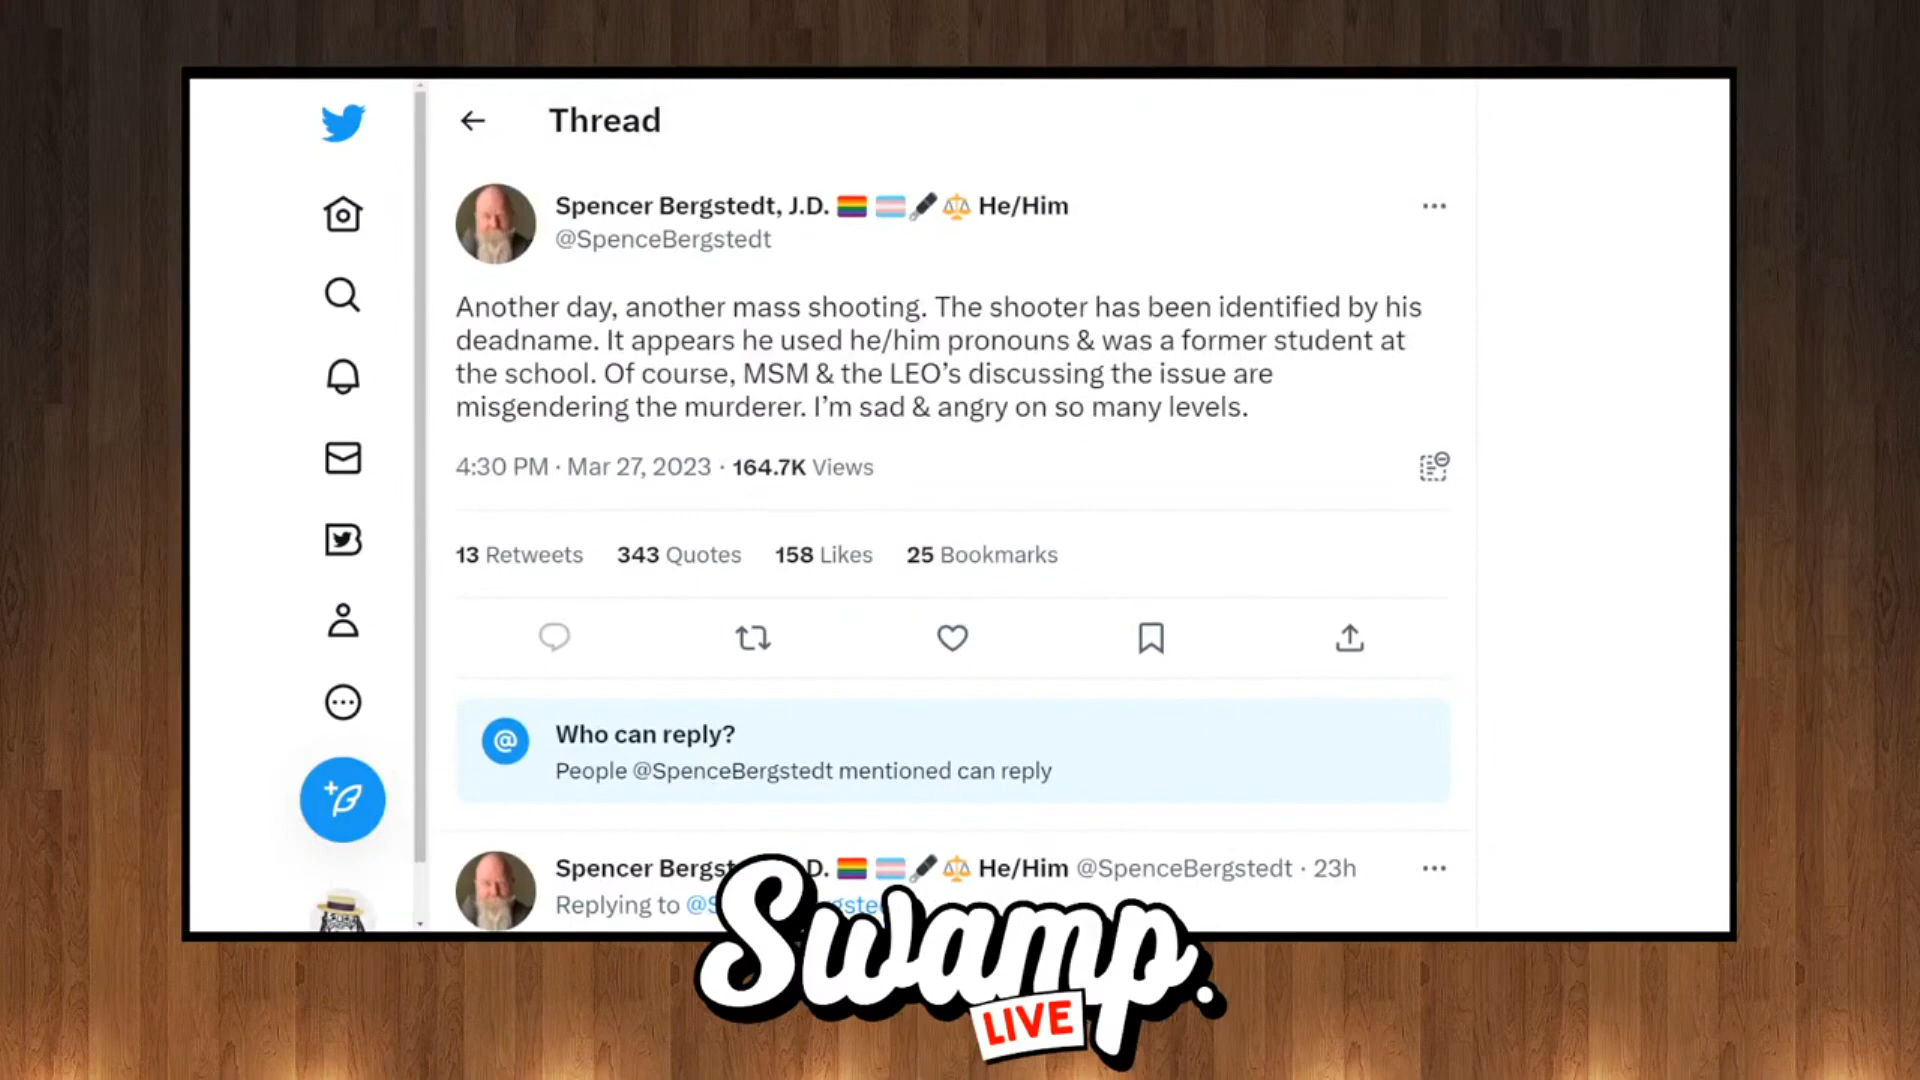 Thread
Spencer Bergstedt, J.D. 🏳️‍🌈 🏳️‍⚧️ 🖋️ ⚖️ He/Him
@SpenceBergstedt
Another day, another mass shooting. The shooter has been identified by his
deadname. It appears he used he/him pronouns & was a former student at
the school. Of course, MSM & the LEO’s discussing the issue are
misgendering the murderer. I’m sad & angry on so many levels.
4:30 PM · Mar 27, 2023 · 164.7K Views
13 Retweets 343 Quotes 158 Likes 25 Bookmarks
Who can reply?
People @SpenceBergstedt mentioned can reply
Spencer D. He/Him @SpenceBergstedt · 23h
Replying to
Swamp.
LIVE